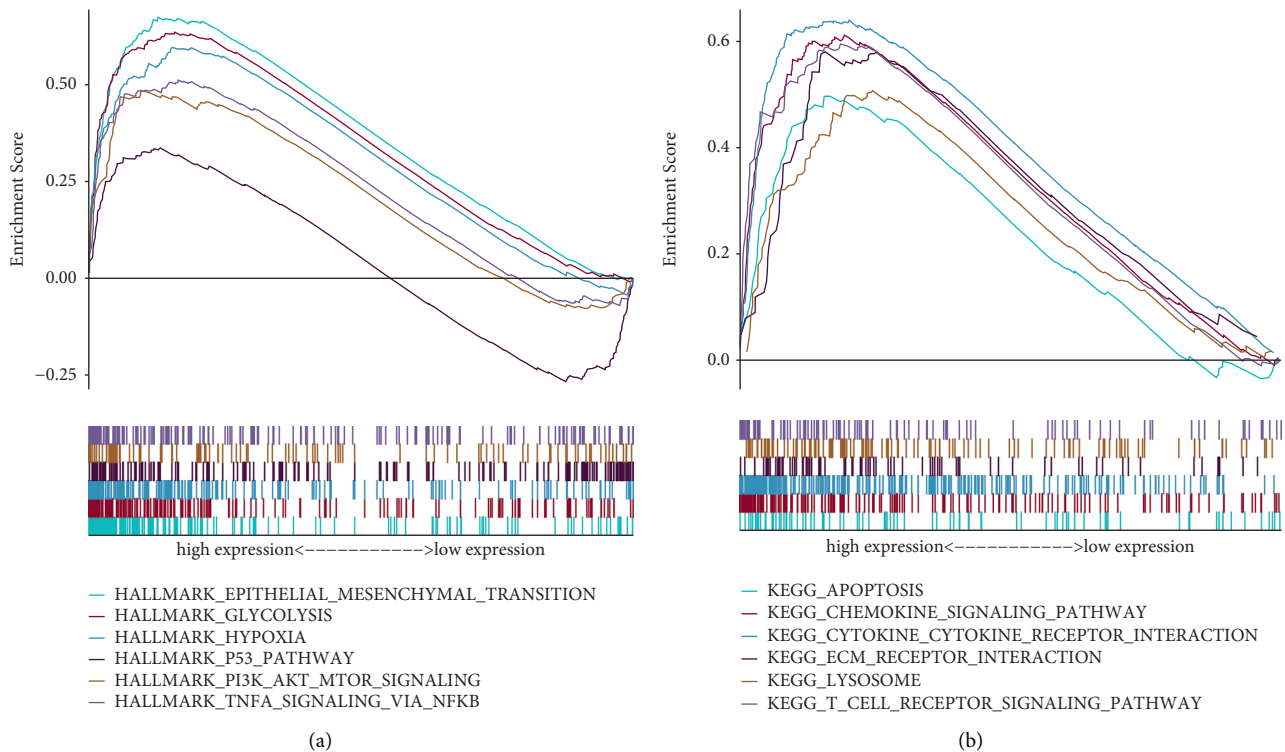 Enrichment Score
0.50
0.25
0.00
−0.25
high expression<−−−−−−−−−−−>low expression
HALLMARK_EPITHELIAL_MESENCHYMAL_TRANSITION
HALLMARK_GLYCOLYSIS
HALLMARK_HYPOXIA
HALLMARK_P53_PATHWAY
HALLMARK_PI3K_AKT_MTOR_SIGNALING
HALLMARK_TNFA_SIGNALING_VIA_NFKB
(a)
Enrichment Score
0.6
0.4
0.2
0.0
high expression<−−−−−−−−−−−>low expression
KEGG_APOPTOSIS
KEGG_CHEMOKINE_SIGNALING_PATHWAY
KEGG_CYTOKINE_CYTOKINE_RECEPTOR_INTERACTION
KEGG_ECM_RECEPTOR_INTERACTION
KEGG_LYSOSOME
KEGG_T_CELL_RECEPTOR_SIGNALING_PATHWAY
(b)